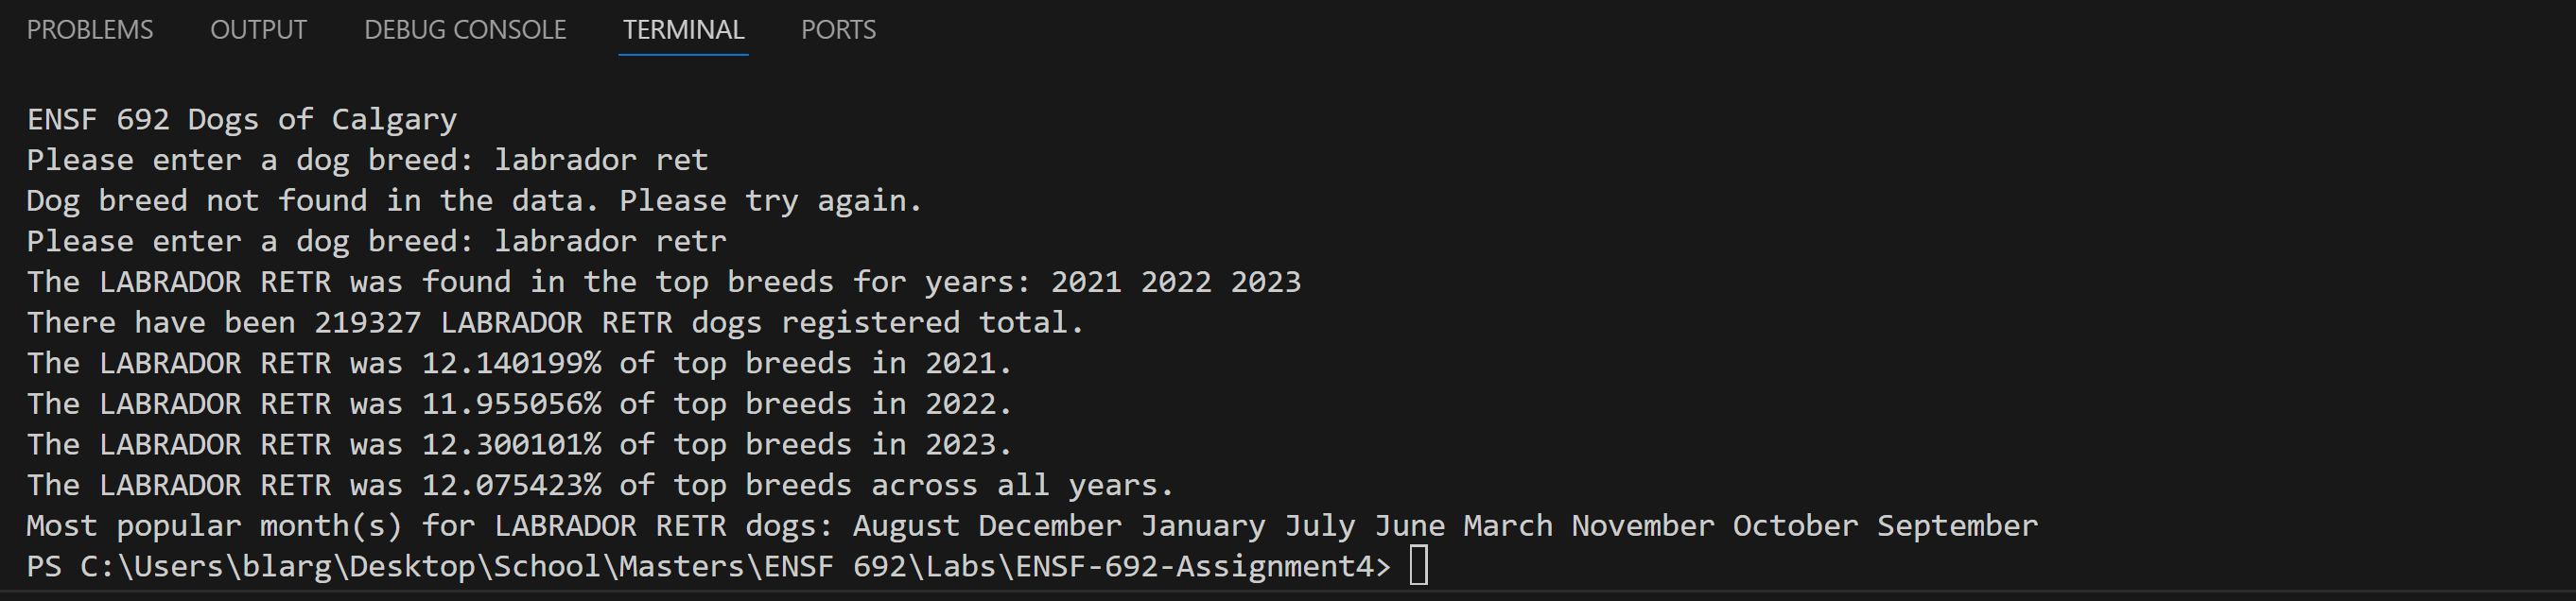 PROBLEMS OUTPUT DEBUG CONSOLE TERMINAL PORTS
ENSF 692 Dogs of Calgary
Please enter a dog breed: labrador ret
Dog breed not found in the data. Please try again.
Please enter a dog breed: labrador retr
The LABRADOR RETR was found in the top breeds for years: 2021 2022 2023
There have been 219327 LABRADOR RETR dogs registered total.
The LABRADOR RETR was 12.140199% of top breeds in 2021.
The LABRADOR RETR was 11.955056% of top breeds in 2022.
The LABRADOR RETR was 12.300101% of top breeds in 2023.
The LABRADOR RETR was 12.075423% of top breeds across all years.
Most popular month(s) for LABRADOR RETR dogs: August December January July June March November October September
PS C:\Users\blarg\Desktop\School\Masters\ENSF 692\Labs\ENSF-692-Assignment4>